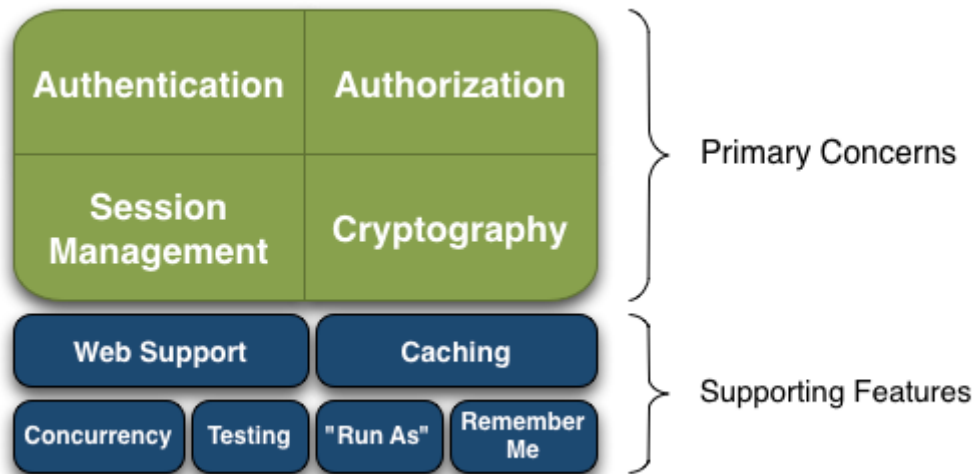 Authentication
Authorization
Primary Concerns
Session
Management
Cryptography
Web Support
Caching
Supporting Features
Concurrency
Testing
"Run As"
Remember
Me